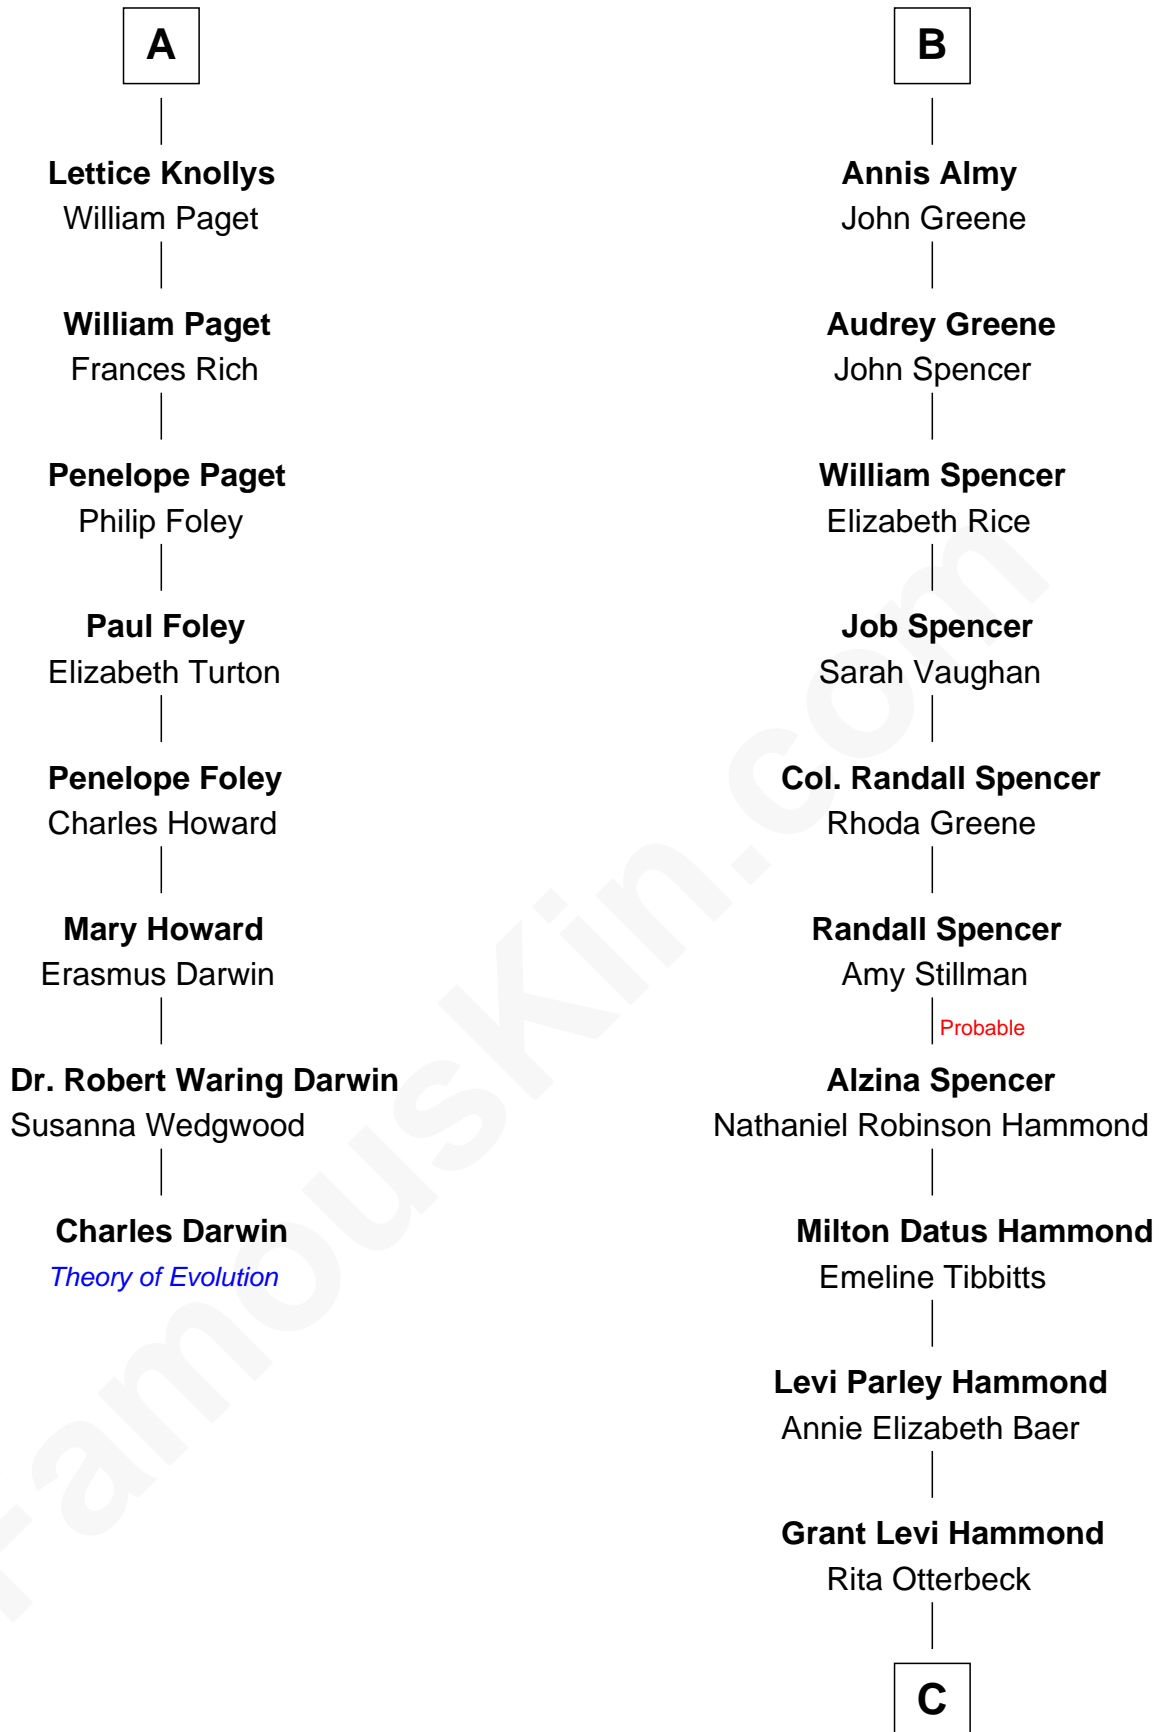 A
Lettice Knollys
William Paget
William Paget
Frances Rich
Penelope Paget
Philip Foley
Paul Foley
Elizabeth Turton
Penelope Foley
Charles Howard
Mary Howard
Erasmus Darwin
Dr. Robert Waring Darwin
Susanna Wedgwood
Charles Darwin
Theory of Evolution
B
Annis Almy
John Greene
Audrey Greene
John Spencer
William Spencer
Elizabeth Rice
Job Spencer
Sarah Vaughan
Col. Randall Spencer
Rhoda Greene
Randall Spencer
Amy Stillman
Probable
Alzina Spencer
Nathaniel Robinson Hammond
Milton Datus Hammond
Emeline Tibbitts
Levi Parley Hammond
Annie Elizabeth Baer
Grant Levi Hammond
Rita Otterbeck
C
FamousKin.com